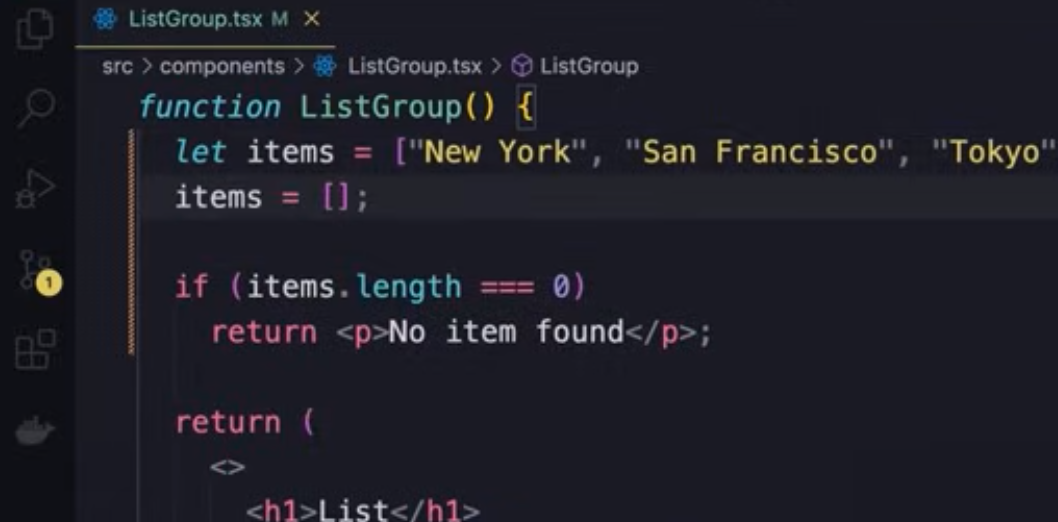 ListGroup.tsx M ×
src > components > ListGroup.tsx > ListGroup
function ListGroup() {
let items = ["New York", "San Francisco", "Tokyo"
items = [];
1
if (items.length === 0)
return <p>No item found</p>;
return (
<>
<h1>List</h1>